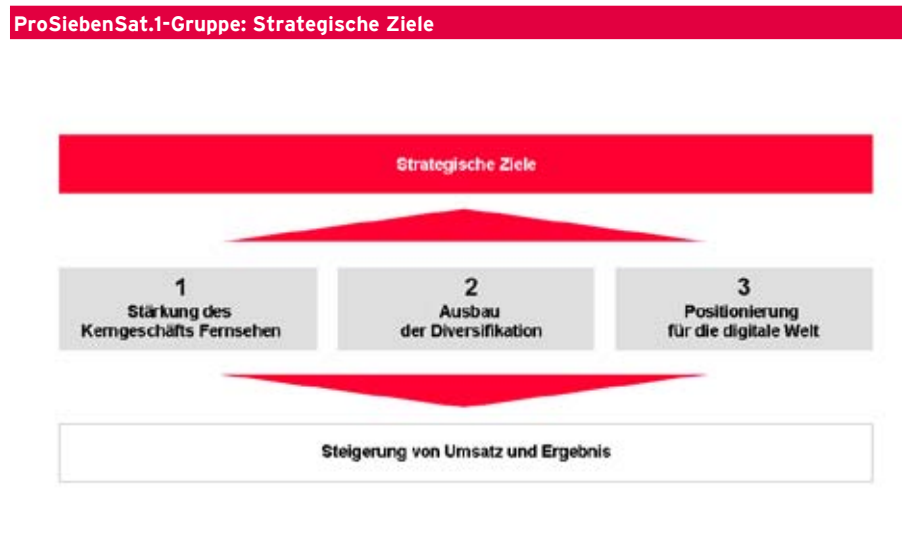 ProSiebenSat.1-Gruppe: Strategische Ziele
Strategische Ziele
1
Stärkung des
Kerngeschäfts Fernsehen
2
Ausbau
der Diversifikation
3
Positionierung
für die digitale Welt
Steigerung von Umsatz und Ergebnis